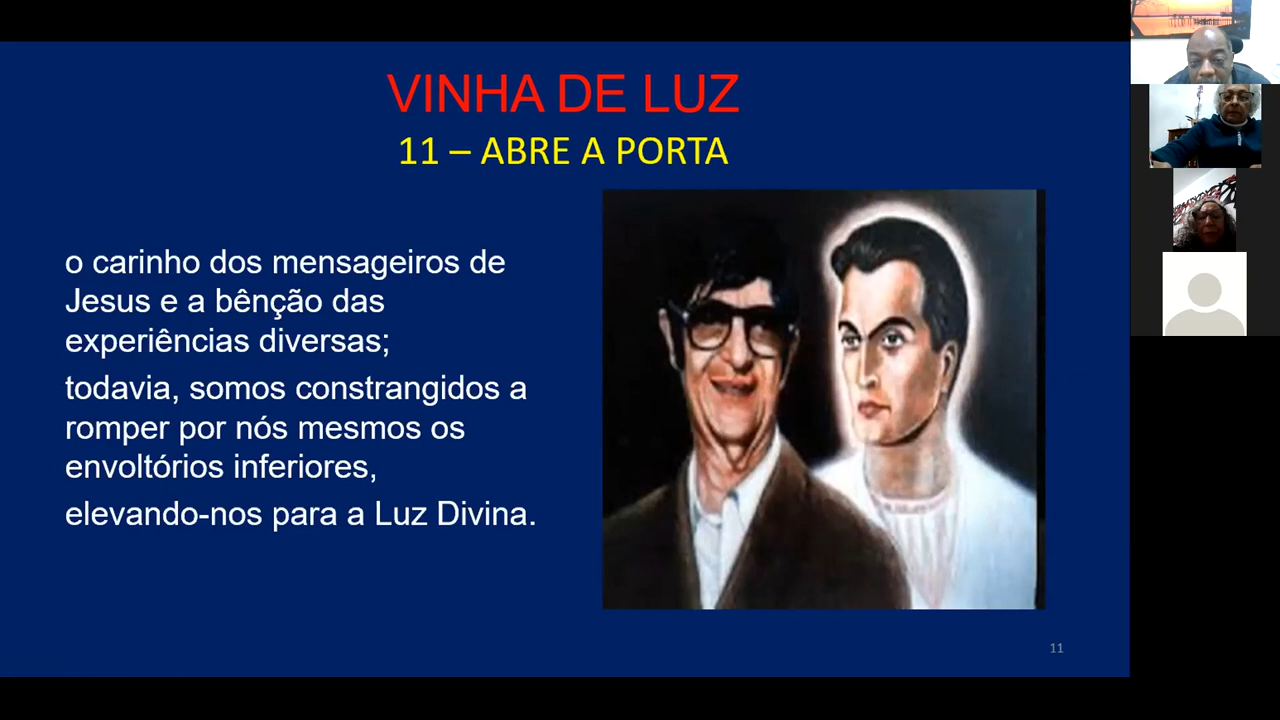 VINHA DE LUZ
11 – ABRE A PORTA
o carinho dos mensageiros de
Jesus e a bênção das
experiências diversas;
todavia, somos constrangidos a
romper por nós mesmos os
envoltórios inferiores,
elevando-nos para a Luz Divina.
11